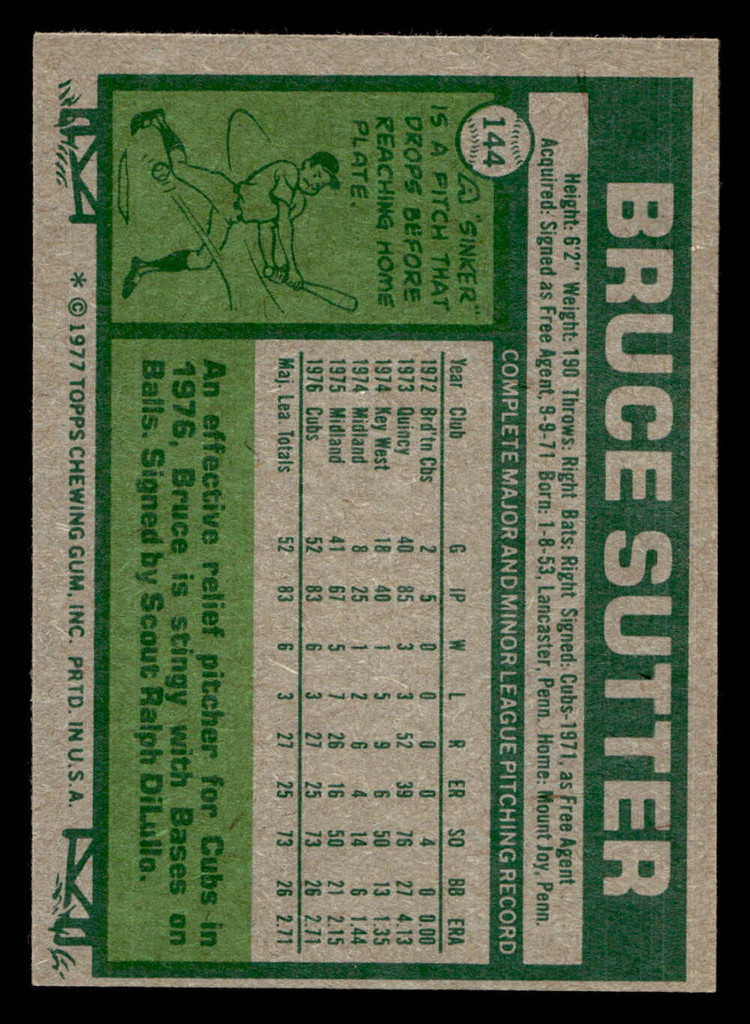 BRUCE SUTTER
144
Height: 6'2" Weight: 190 Throws: Right Bats: Right Signed: Cubs-1971, as Free Agent
Acquired: Signed as Free Agent, 9-9-71 Born: 1-8-53, Lancaster, Penn. Home: Mount Joy, Penn.
COMPLETE MAJOR AND MINOR LEAGUE PITCHING RECORD
A "SINKER"
IS A PITCH THAT
DROPS BEFORE
REACHING HOME
PLATE.
Year Club G IP W L R ER SO BB ERA
1972 Brd'tn Cbs 2 5 0 0 0 0 4 0 0.00
1973 Quincy 40 85 3 3 52 39 76 27 4.13
1974 Key West 18 40 1 5 9 6 50 13 1.35
1974 Midland 8 25 1 2 6 4 14 6 1.44
1975 Midland 41 67 5 7 26 16 50 21 2.15
1976 Cubs 52 83 6 3 27 25 73 26 2.71
Maj. Lea Totals 52 83 6 3 27 25 73 26 2.71
An effective relief pitcher for Cubs in
1976, Bruce is stingy with Bases on
Balls. Signed by Scout Ralph DiLullo.
* © 1977 TOPPS CHEWING GUM, INC. PRTD. IN U.S.A.